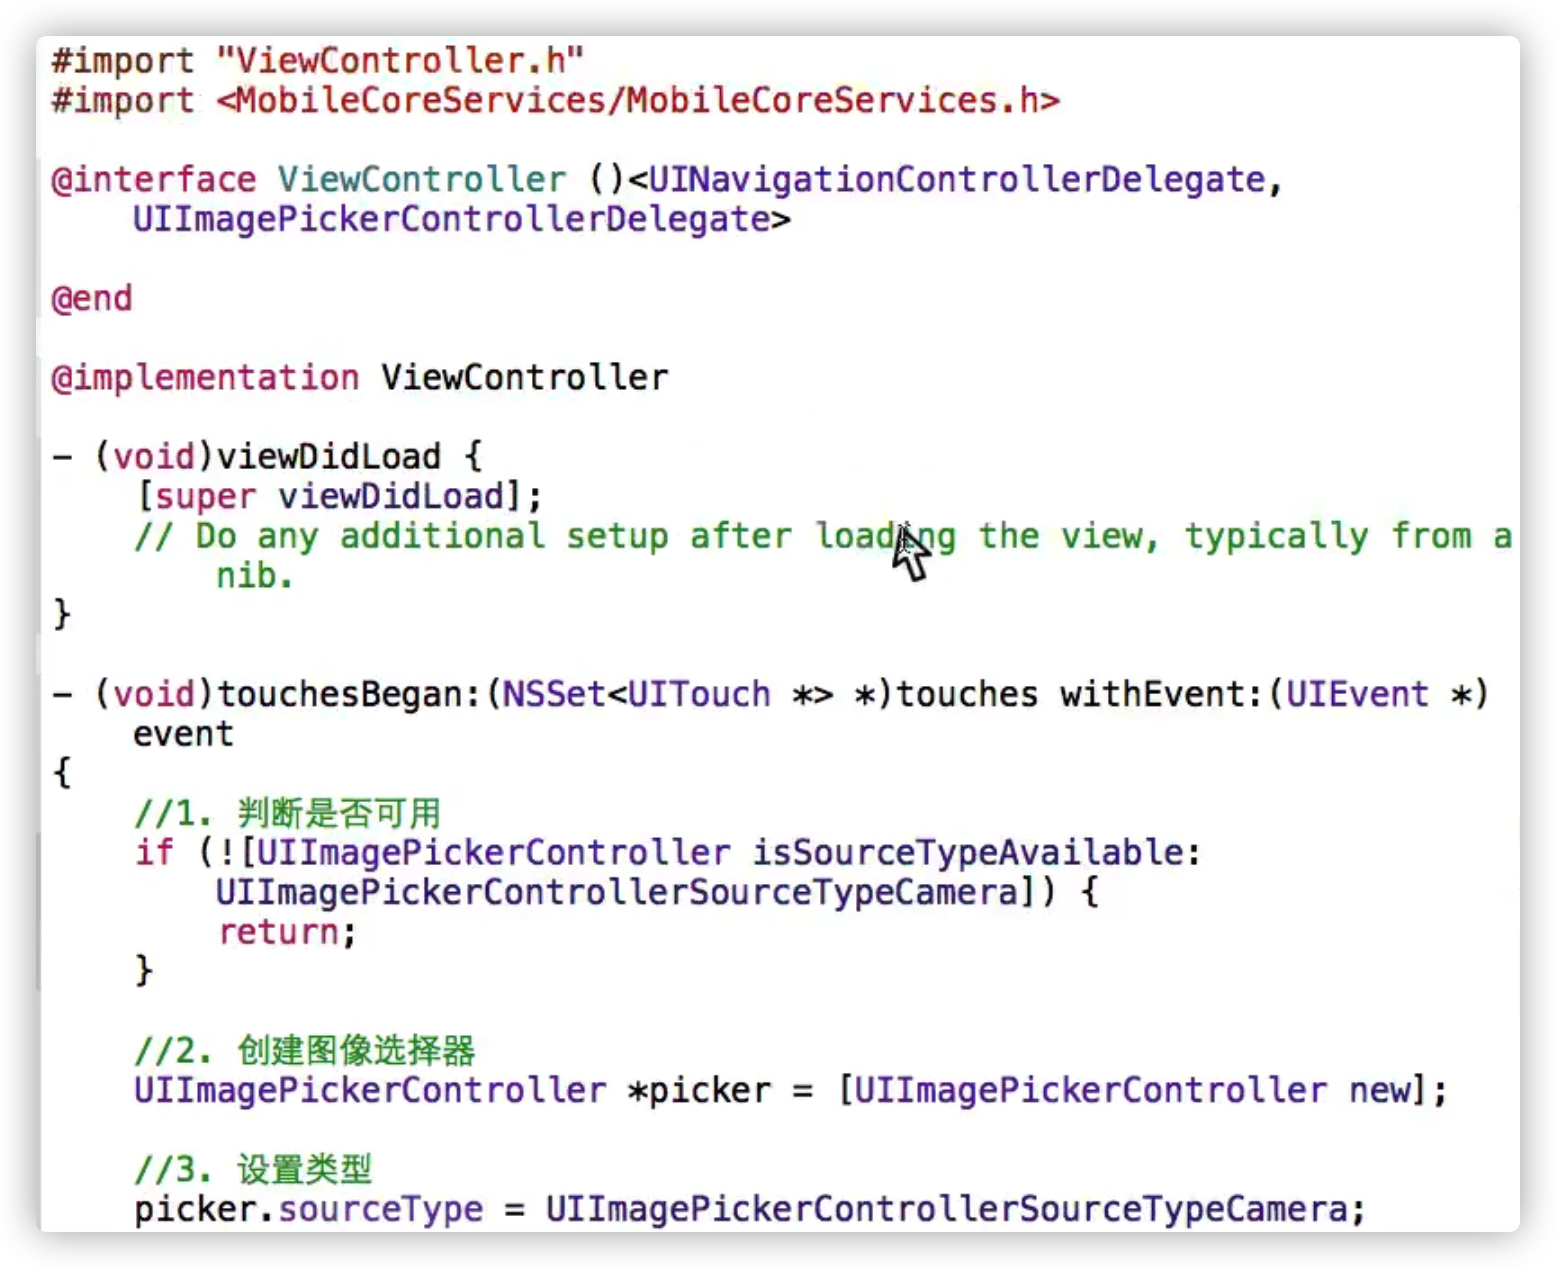 #import "ViewController.h"
#import <MobileCoreServices/MobileCoreServices.h>
@interface ViewController ()<UINavigationControllerDelegate,
UIImagePickerControllerDelegate>
@end
@implementation ViewController
- (void)viewDidLoad {
[super viewDidLoad];
// Do any additional setup after loading the view, typically from a
nib.
}
- (void)touchesBegan:(NSSet<UITouch *> *)touches withEvent:(UIEvent *)
event
{
//1. 判断是否可用
if (![UIImagePickerController isSourceTypeAvailable:
UIImagePickerControllerSourceTypeCamera]) {
return;
}
//2. 创建图像选择器
UIImagePickerController *picker = [UIImagePickerController new];
//3. 设置类型
picker.sourceType = UIImagePickerControllerSourceTypeCamera;